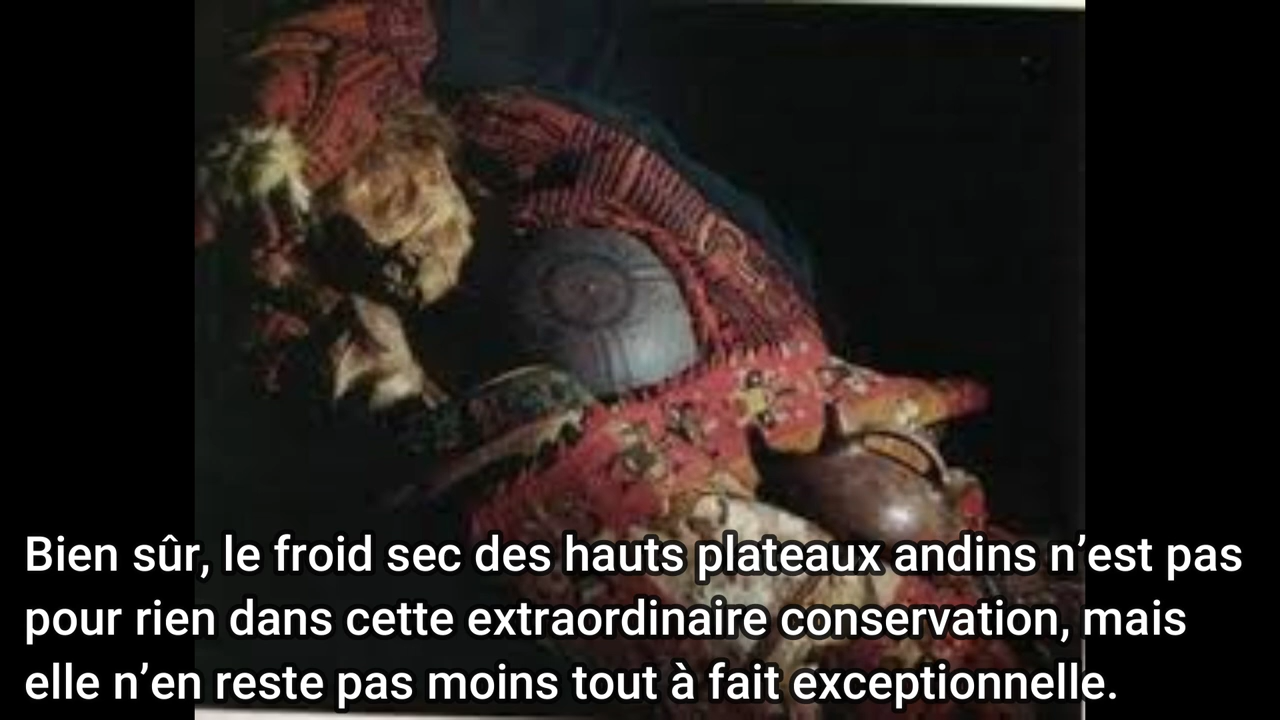 Bien sûr, le froid sec des hauts plateaux andins n’est pas
pour rien dans cette extraordinaire conservation, mais
elle n’en reste pas moins tout à fait exceptionnelle.